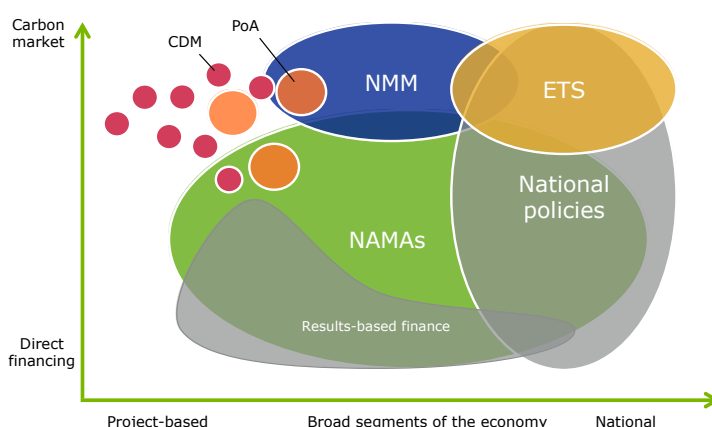 Carbon
market
CDM
PoA
NMM
ETS
National
policies
NAMAs
Results-based finance
Direct
financing
Project-based
Broad segments of the economy
National